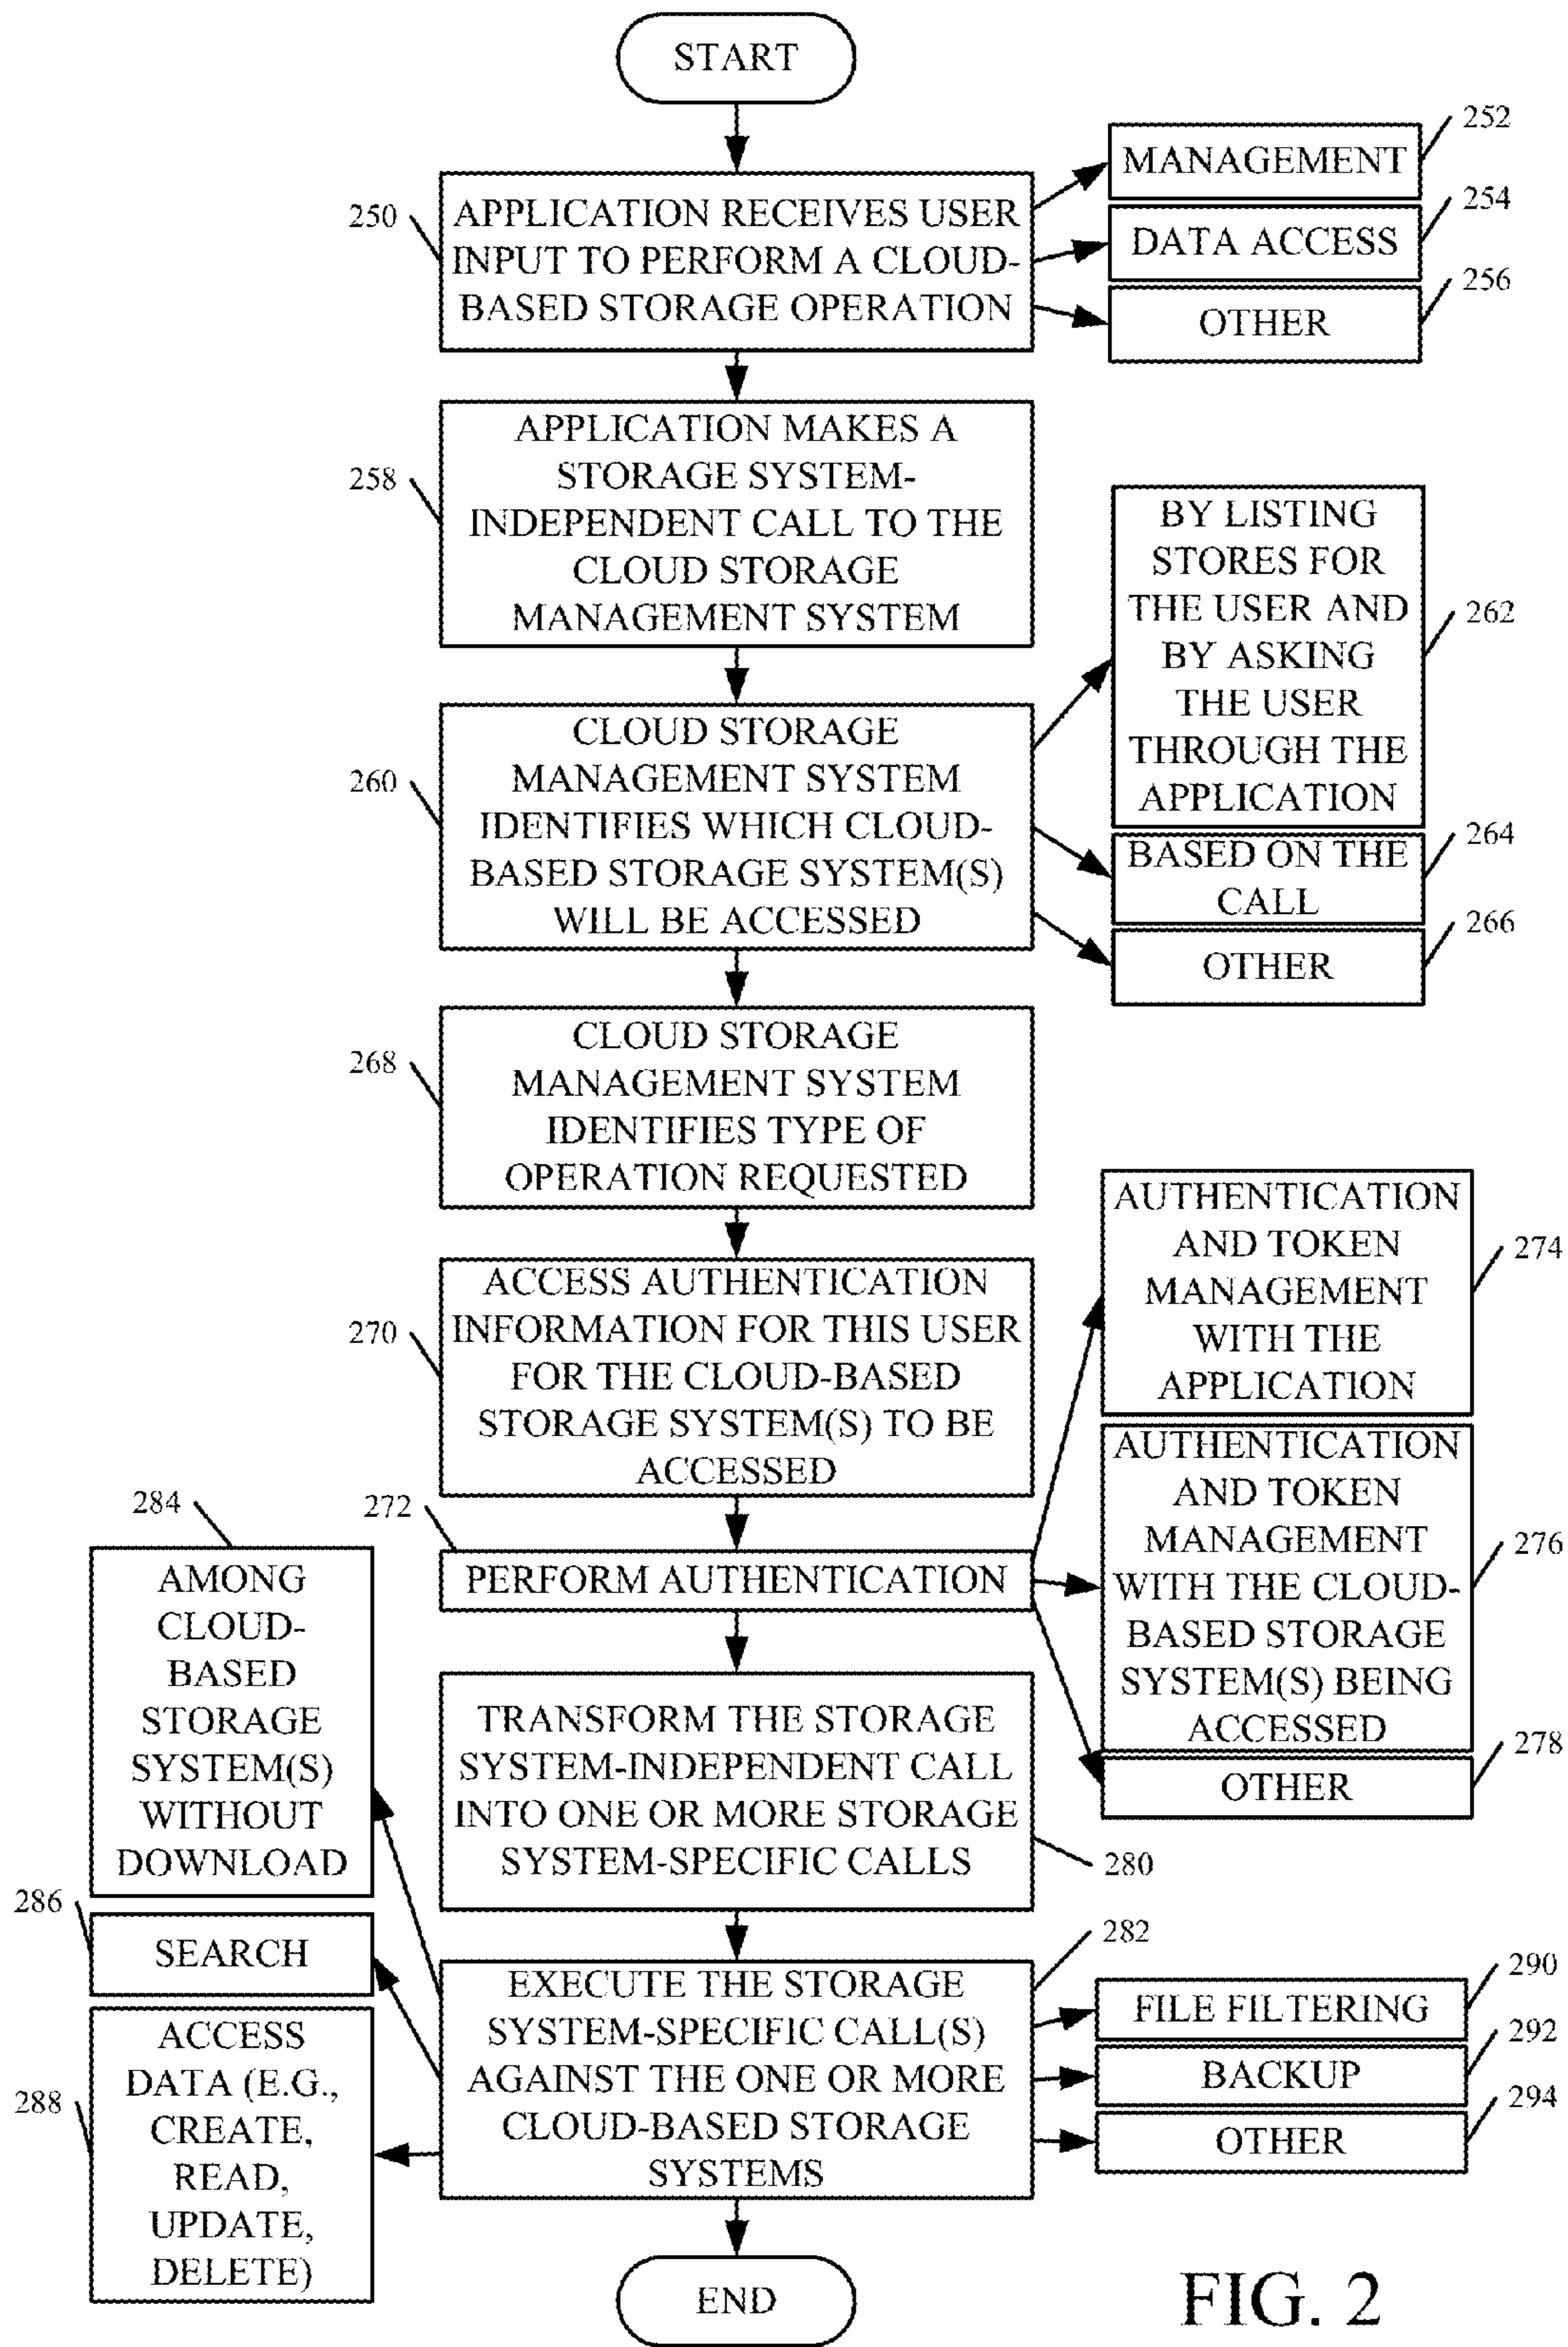 START
250
APPLICATION RECEIVES USER
INPUT TO PERFORM A CLOUD-
BASED STORAGE OPERATION
252
MANAGEMENT
254
DATA ACCESS
256
OTHER
258
APPLICATION MAKES A
STORAGE SYSTEM-
INDEPENDENT CALL TO THE
CLOUD STORAGE
MANAGEMENT SYSTEM
260
CLOUD STORAGE
MANAGEMENT SYSTEM
IDENTIFIES WHICH CLOUD-
BASED STORAGE SYSTEM(S)
WILL BE ACCESSED
BY LISTING
STORES FOR
THE USER AND
BY ASKING
THE USER
THROUGH THE
APPLICATION
262
BASED ON THE
CALL
264
OTHER
266
268
CLOUD STORAGE
MANAGEMENT SYSTEM
IDENTIFIES TYPE OF
OPERATION REQUESTED
270
ACCESS AUTHENTICATION
INFORMATION FOR THIS USER
FOR THE CLOUD-BASED
STORAGE SYSTEM(S) TO BE
ACCESSED
272
PERFORM AUTHENTICATION
AUTHENTICATION
AND TOKEN
MANAGEMENT
WITH THE
APPLICATION
274
AUTHENTICATION
AND TOKEN
MANAGEMENT
WITH THE CLOUD-
BASED STORAGE
SYSTEM(S) BEING
ACCESSED
276
OTHER
278
TRANSFORM THE STORAGE
SYSTEM-INDEPENDENT CALL
INTO ONE OR MORE STORAGE
SYSTEM-SPECIFIC CALLS
280
282
EXECUTE THE STORAGE
SYSTEM-SPECIFIC CALL(S)
AGAINST THE ONE OR MORE
CLOUD-BASED STORAGE
SYSTEMS
284
AMONG
CLOUD-
BASED
STORAGE
SYSTEM(S)
WITHOUT
DOWNLOAD
286
SEARCH
288
ACCESS
DATA (E.G.,
CREATE,
READ,
UPDATE,
DELETE)
290
FILE FILTERING
292
BACKUP
294
OTHER
END
FIG. 2